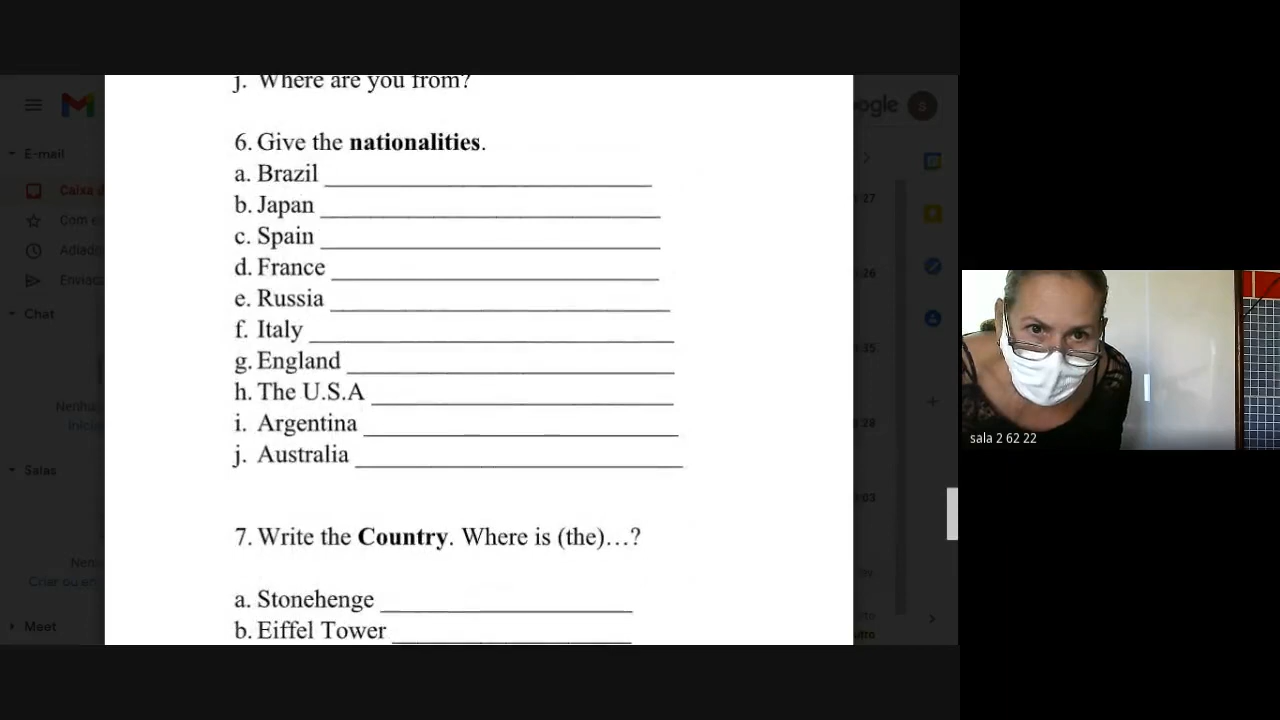 j. Where are you from?
6. Give the nationalities.
a. Brazil
b. Japan
c. Spain
d. France
e. Russia
f. Italy
g. England
h. The U.S.A
i. Argentina
j. Australia
7. Write the Country. Where is (the)…?
a. Stonehenge
b. Eiffel Tower
E-mail
Caixa
Chat
Salas
Meet
sala 2 62 22